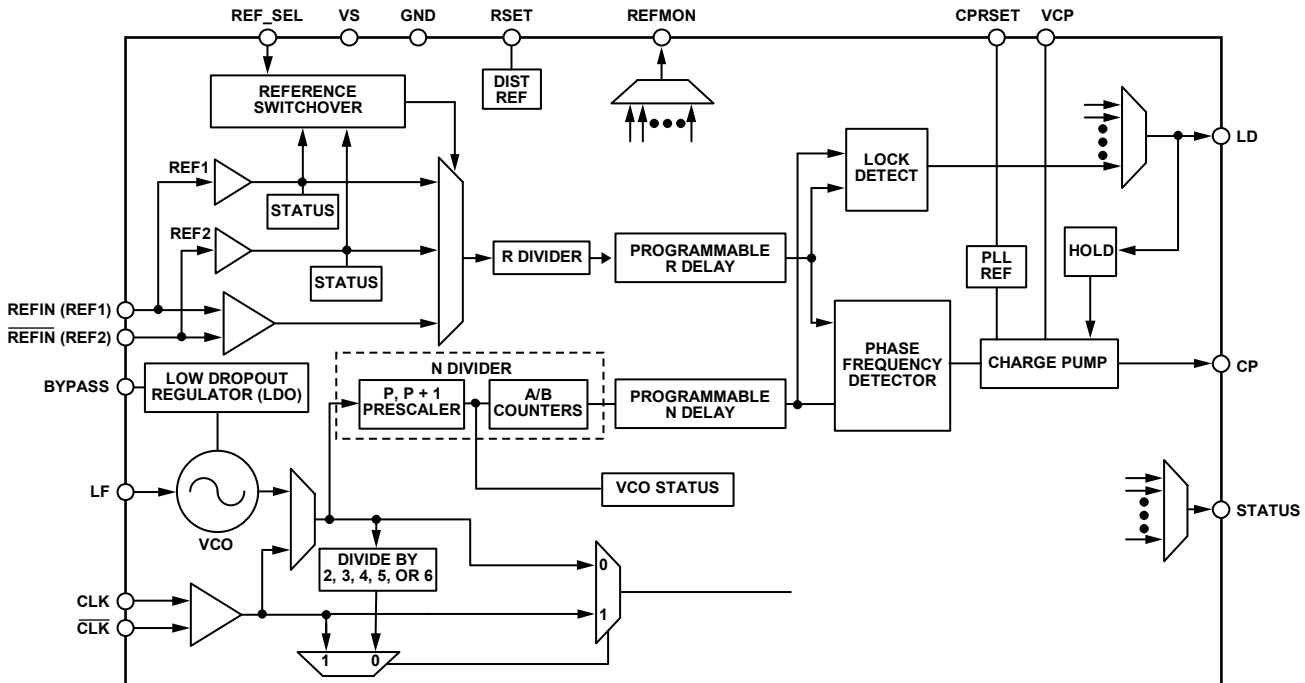 REF_SEL
VS
GND
RSET
REFMON
CPRSET
VCP
REFERENCE
SWITCHOVER
DIST
REF
LD
LOCK
DETECT
REF1
STATUS
REF2
STATUS
R DIVIDER
PROGRAMMABLE
R DELAY
PLL
REF
HOLD
REFIN (REF1)
REFIN (REF2)
BYPASS
LOW DROPOUT
REGULATOR (LDO)
N DIVIDER
P, P + 1
PRESCALER
A/B
COUNTERS
PROGRAMMABLE
N DELAY
PHASE
FREQUENCY
DETECTOR
CHARGE PUMP
CP
LF
VCO
VCO STATUS
STATUS
DIVIDE BY
2, 3, 4, 5, OR 6
0
1
CLK
CLK
1
0